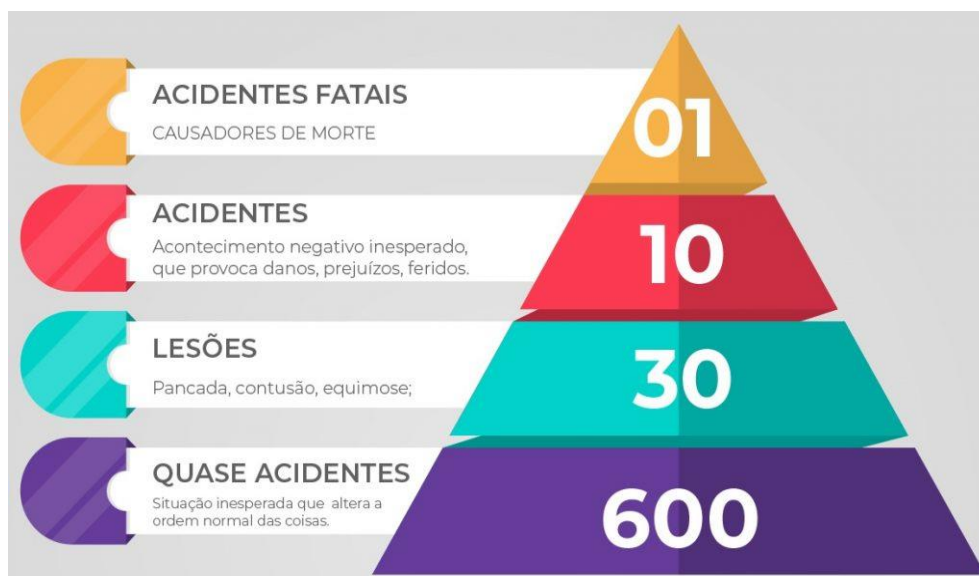 ACIDENTES FATAIS
CAUSADORES DE MORTE
01
ACIDENTES
Acontecimento negativo inesperado,
que provoca danos, prejuízos, feridos.
10
LESÕES
Pancada, contusão, equimose;
30
QUASE ACIDENTES
Situação inesperada que altera a
ordem normal das coisas.
600